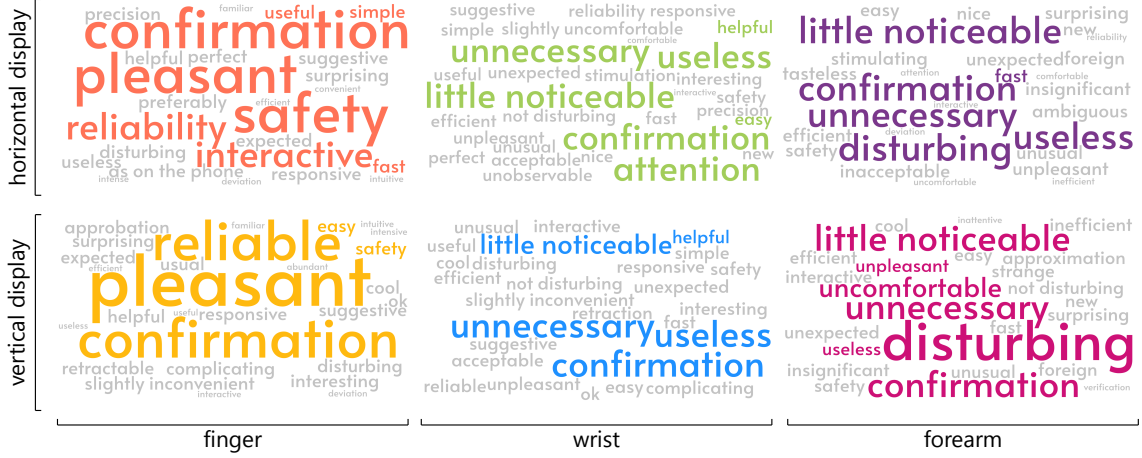 horizontal display
precision familiar useful simple
confirmation
helpful perfect suggestive
pleasant surprising
convenient
preferably efficient
safety
reliability
expected
disturbing interactive
useless as on the phone responsive fast
intense deviation intuitive
suggestive reliability responsive
simple slightly uncomfortable helpful
comfortable
unnecessary useless
useful unexpected stimulation interesting
little noticeable interactive safety
precision
efficient not disturbing fast easy
unpleasant confirmation
unusual
perfect acceptable nice new
unobservable attention
easy nice surprising
little noticeable new
reliability
stimulating unexpected foreign
tasteless attention fast comfortable
confirmation insignificant
interactive
unnecessary ambiguous
efficient deviation useless
safety disturbing unusual
inacceptable unpleasant
uncomfortable inefficient
vertical display
approbation familiar easy intuitive
intensive
surprising reliable safety
expected usual
efficient abundant
pleasant cool
ok
helpful useful responsive suggestive
useless
confirmation
retractable complicating disturbing
slightly inconvenient interesting
interactive deviation
unusual interactive
useful little noticeable helpful
simple
cool disturbing responsive safety
efficient not disturbing unexpected
slightly inconvenient
retraction interesting
unnecessary fast useless
suggestive
acceptable confirmation
reliable unpleasant ok easy complicating
cool inattentive inefficient
little noticeable
efficient easy approximation
unpleasant strange
interactive
uncomfortable not disturbing
unnecessary new
surprising
unexpected fast
useless disturbing
insignificant unusual foreign
safety confirmation verification
finger wrist forearm